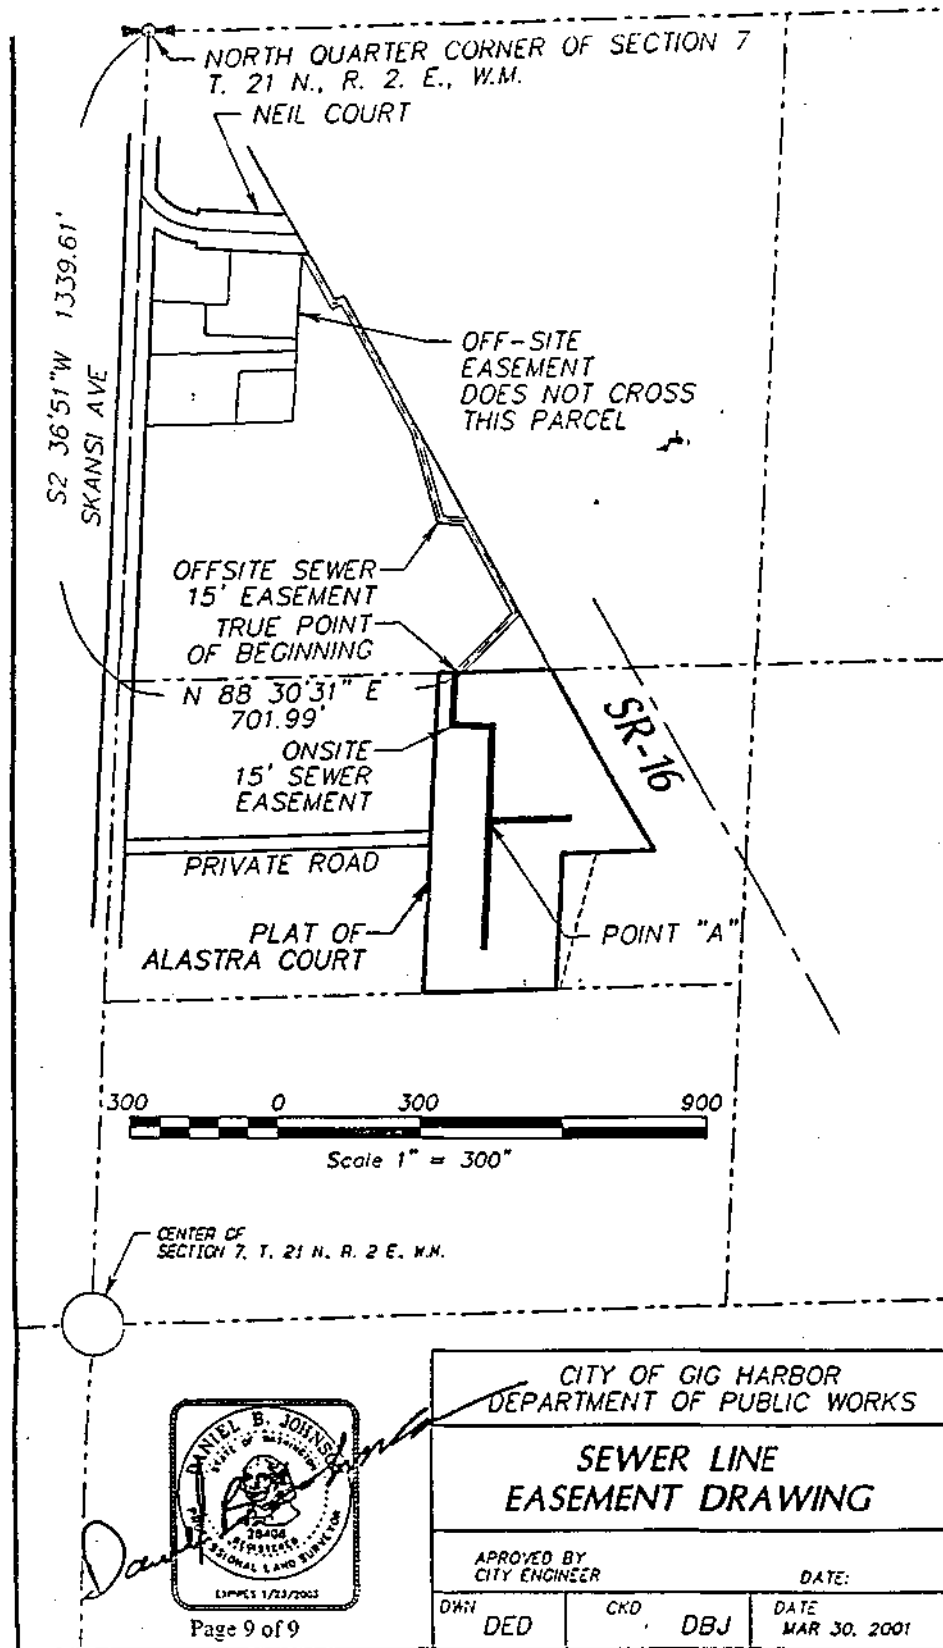 NORTH QUARTER CORNER OF SECTION 7
T. 21 N., R. 2. E., W.M.
NEIL COURT
S2 36'51"W 1339.61'
SKANSI AVE
OFF-SITE
EASEMENT
DOES NOT CROSS
THIS PARCEL
OFFSITE SEWER
15' EASEMENT
TRUE POINT
OF BEGINNING
N 88 30'31" E
701.99'
SR-16
ONSITE
15' SEWER
EASEMENT
PRIVATE ROAD
PLAT OF
ALASTRA COURT
POINT "A"
300 0 300 900
Scale 1" = 300"
CENTER OF
SECTION 7, T. 21 N. R. 2 E. W.M.
CITY OF GIG HARBOR
DEPARTMENT OF PUBLIC WORKS
SEWER LINE
EASEMENT DRAWING
APROVED BY
CITY ENGINEER
DATE:
DWN
DED
CKD
DBJ
DATE
MAR 30, 2001
DANIEL B. JOHNSON
STATE OF WASHINGTON
28404
REGISTERED
PROFESSIONAL LAND SURVEYOR
EXPIRES 1/23/2003
Page 9 of 9